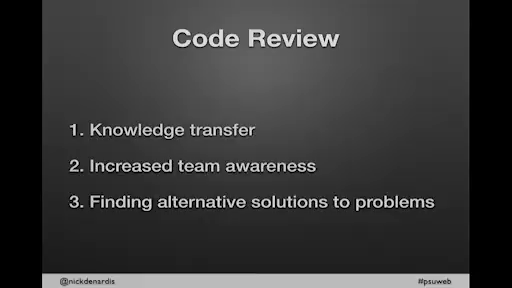 Code Review
1. Knowledge transfer
2. Increased team awareness
3. Finding alternative solutions to problems
@nickdenardis
#psuweb